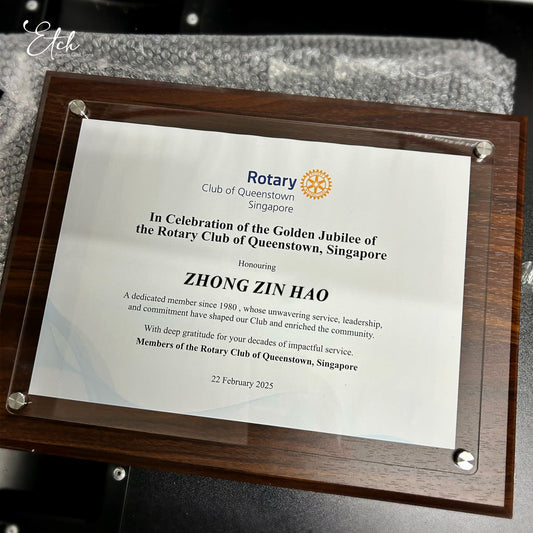 Etch
Rotary
Club of Queenstown
Singapore
In Celebration of the Golden Jubilee of
the Rotary Club of Queenstown, Singapore
Honouring
ZHONG ZIN HAO
A dedicated member since 1980 , whose unwavering service, leadership,
and commitment have shaped our Club and enriched the community.
With deep gratitude for your decades of impactful service.
Members of the Rotary Club of Queenstown, Singapore
22 February 2025